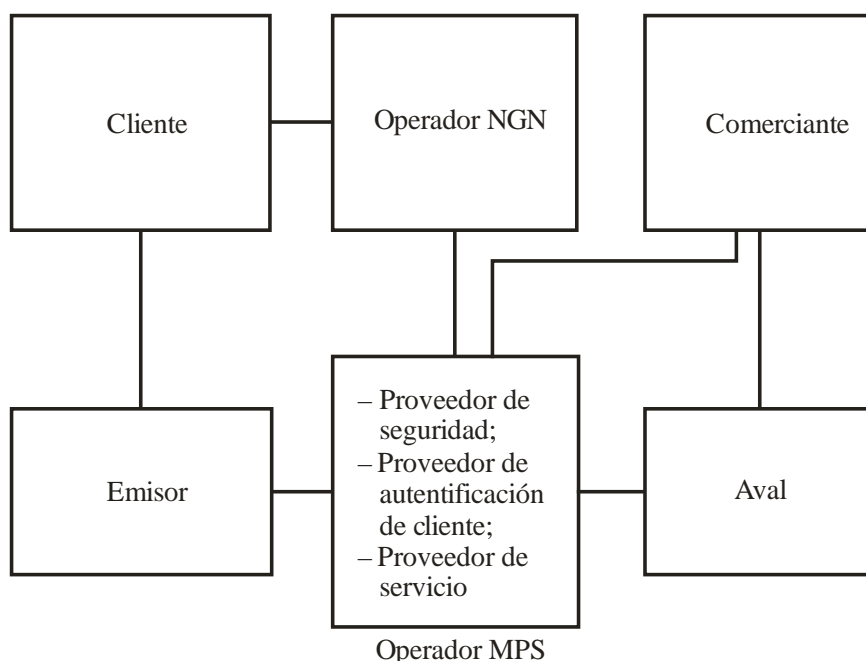 Cliente
Operador NGN
Comerciante
Emisor
– Proveedor de
seguridad;
– Proveedor de
autentificación
de cliente;
– Proveedor de
servicio
Aval
Operador MPS